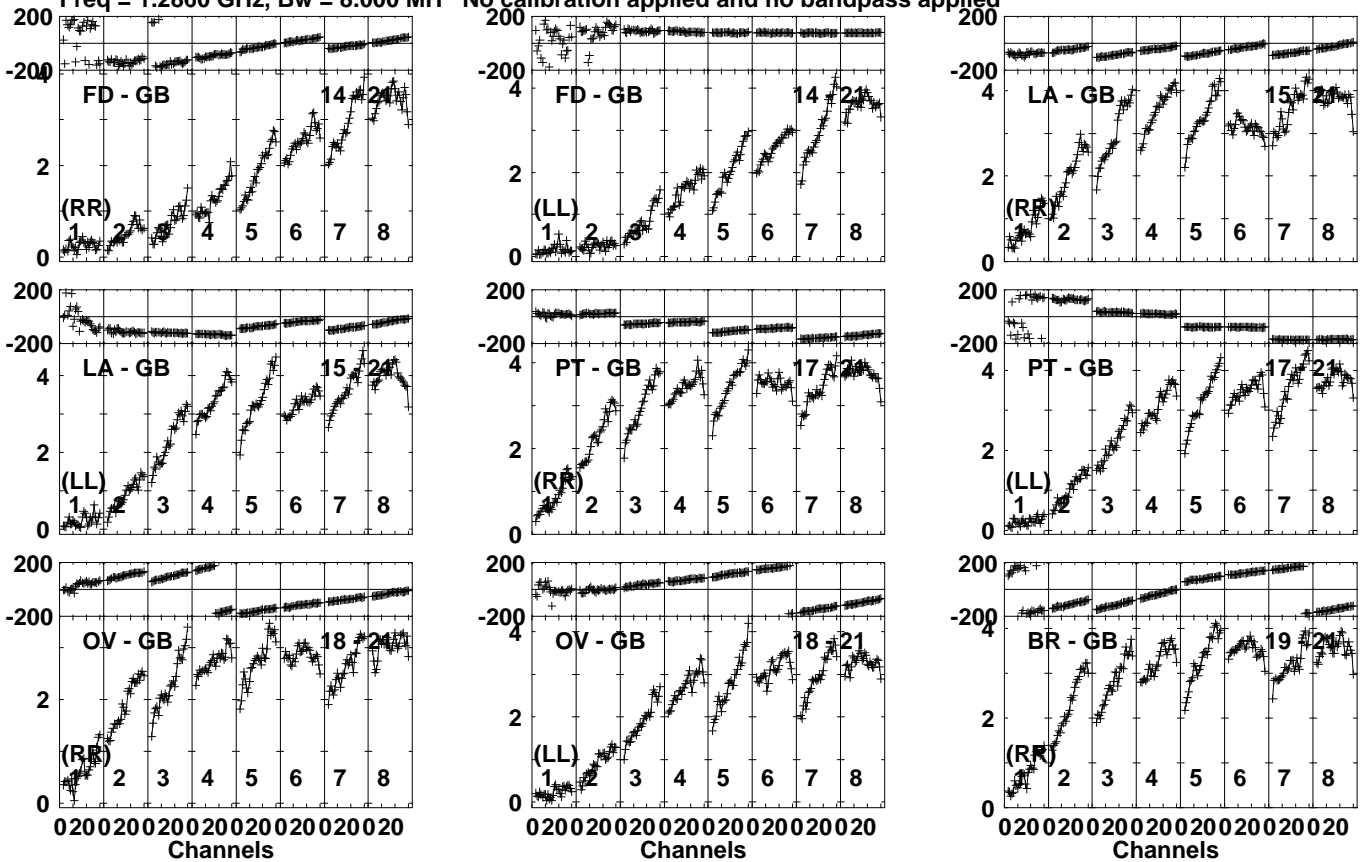 Freq = 1.2860 GHz, Bw = 8.000 MH No calibration applied and no bandpass applied
200 200 200
-200 -200 -200
4
FD - GB 14 - 21 FD - GB 14 - 21 LA - GB 15 - 21
4 4
2 2 2
(RR) (LL) (RR)
1 2 3 4 5 6 7 8 1 2 3 4 5 6 7 8 1 2 3 4 5 6 7 8
0 0 0
200 200 200
-200 -200 -200
LA - GB 15 - 21 PT - GB 17 - 21 PT - GB 17 - 21
4 4 4
2 2 2
(LL) (RR) (LL)
1 2 3 4 5 6 7 8 1 2 3 4 5 6 7 8 1 2 3 4 5 6 7 8
0 0 0
200 200 200
-200 -200 -200
4 4
OV - GB 18 - 21 OV - GB 18 - 21 BR - GB 19 - 21
2 2 2
(RR) (LL) (RR)
1 2 3 4 5 6 7 8 1 2 3 4 5 6 7 8 1 2 3 4 5 6 7 8
0 0 0
0 20 0 20 0 20 0 20 0 20 0 20 0 20 0 20 0 20 0 20 0 20 0 20 0 20 0 20 0 20 0 20 0 20 0 20 0 20 0 20 0 20 0 20 0 20 0 20
Channels Channels Channels